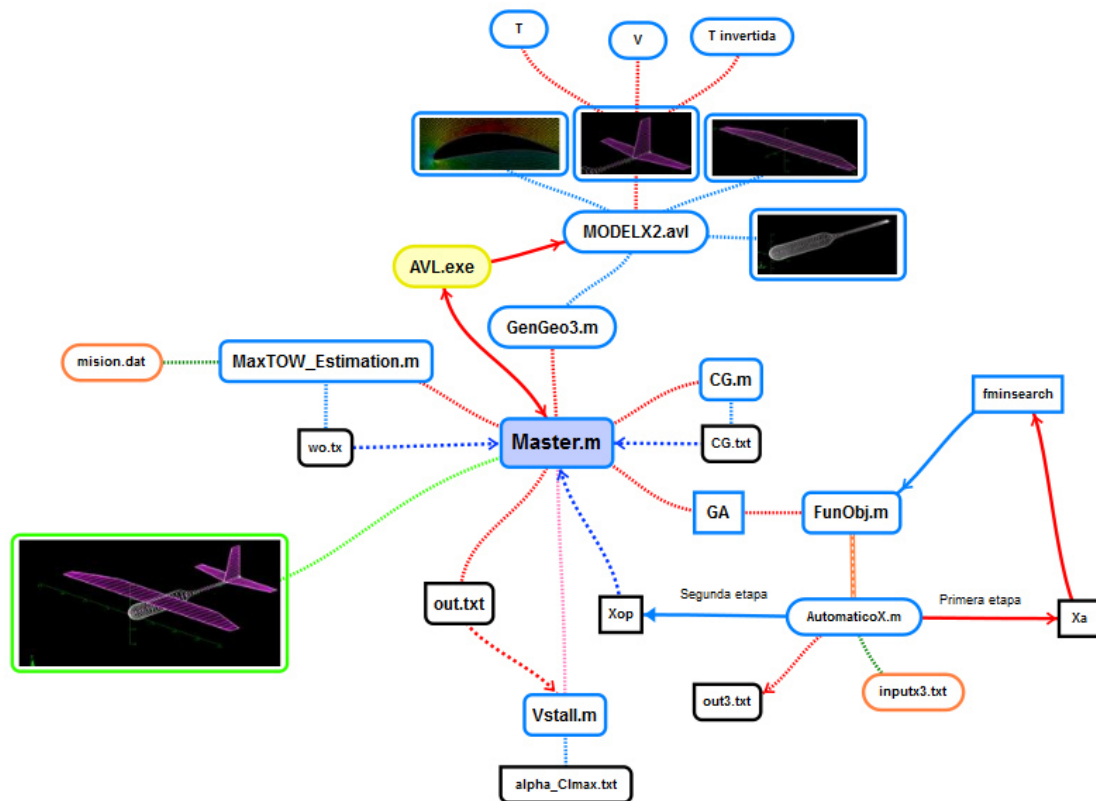 T
V
T invertida
MODELX2.avl
AVL.exe
GenGeo3.m
mision.dat
MaxTOW_Estimation.m
CG.m
fminsearch
wo.tx
Master.m
CG.txt
GA
FunObj.m
out.txt
Xop
Segunda etapa
AutomaticoX.m
Primera etapa
Xa
out3.txt
inputx3.txt
Vstall.m
alpha_Clmax.txt